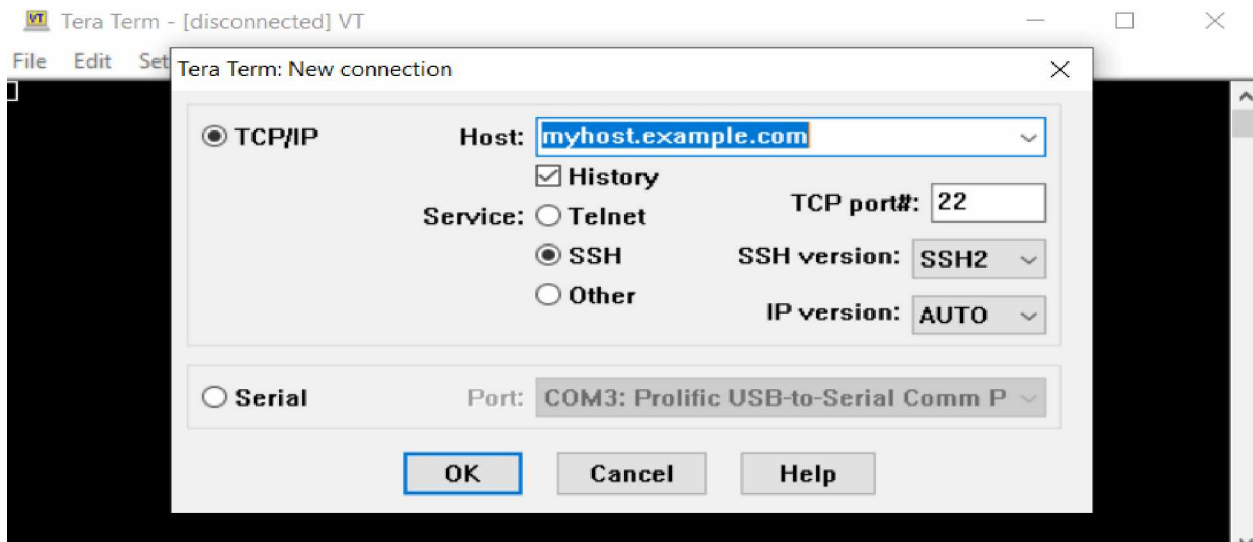 VT Tera Term - [disconnected] VT
File Edit Set
Tera Term: New connection
TCP/IP Host: myhost.example.com
History
TCP port#: 22
Service: Telnet
SSH SSH version: SSH2
Other
IP version: AUTO
Serial Port: COM3: Prolific USB-to-Serial Comm P
OK Cancel Help